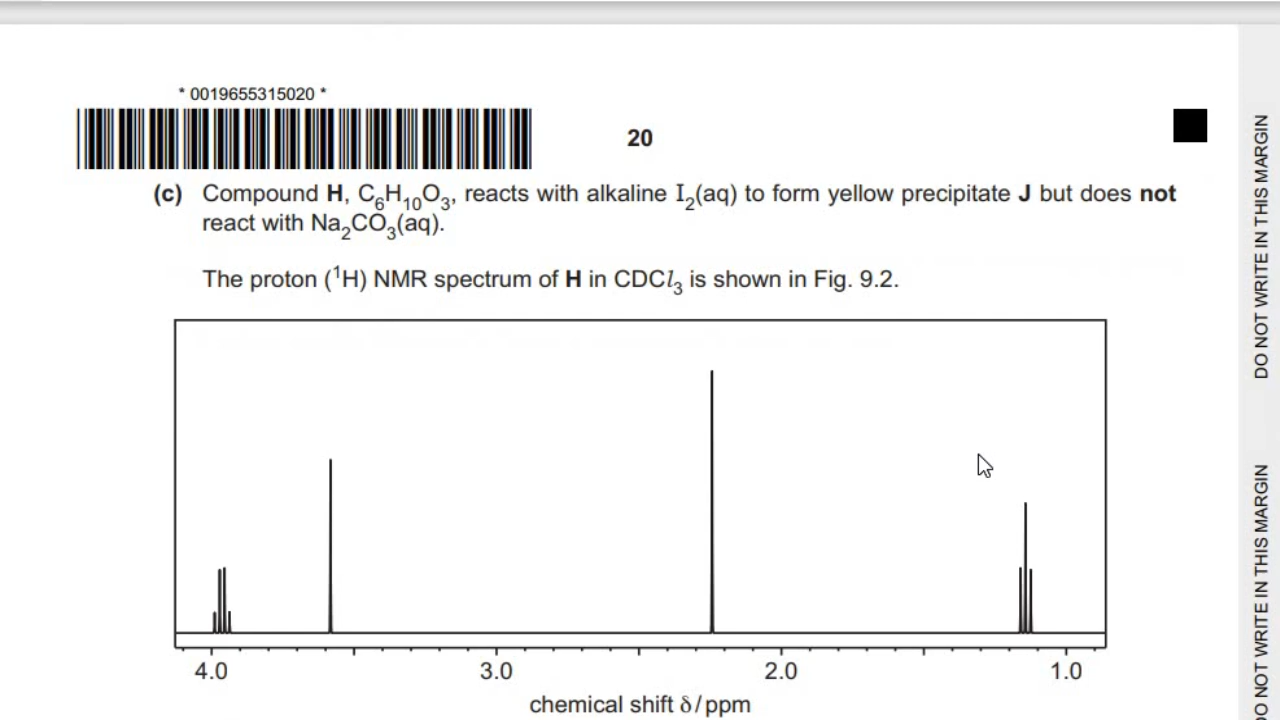 * 0019655315020 *
20
(c) Compound H, C₆H₁₀O₃, reacts with alkaline I₂(aq) to form yellow precipitate J but does not
react with Na₂CO₃(aq).
The proton (¹H) NMR spectrum of H in CDCl₃ is shown in Fig. 9.2.
4.0 3.0 2.0 1.0
chemical shift δ/ppm
DO NOT WRITE IN THIS MARGIN
DO NOT WRITE IN THIS MARGIN